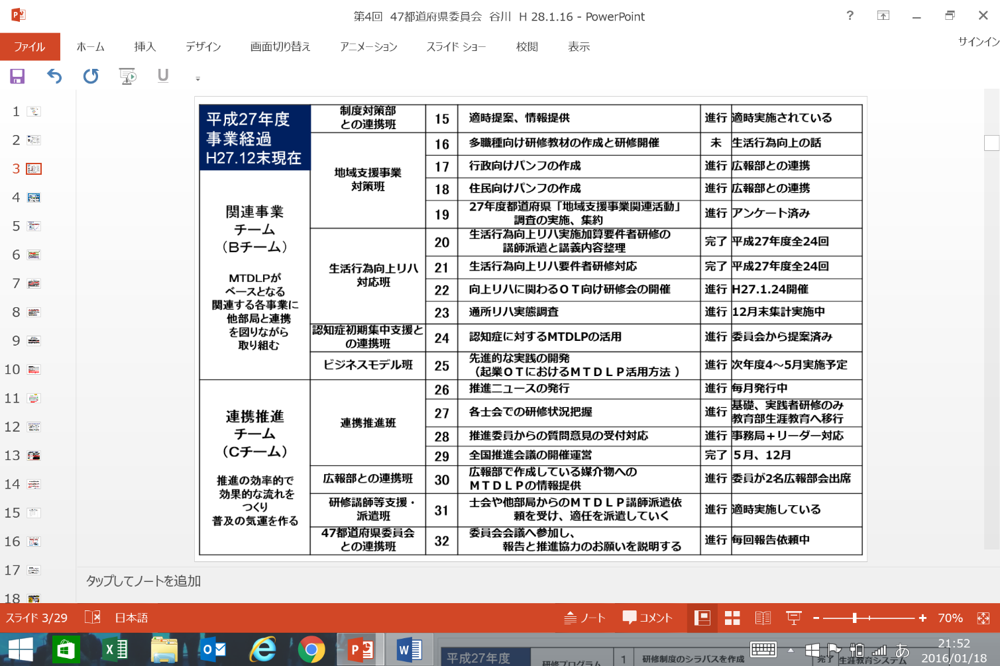 第4回 47都道府県委員会 谷川 H 28.1.16 - PowerPoint
?
ファイル ホーム 挿入 デザイン 画面切り替え アニメーション スライド ショー 校閲 表示
サインイン
U
1
2
3
4
5
6
7
8
9
10
11
12
13
14
15
16
17
18
平成27年度
事業経過
H27.12末現在
関連事業
チーム
（Bチーム）
MTDLPが
ベースとなる
関連する各事業に
他部局と連携
を図りながら
取り組む
制度対策部
との連携班
15 適時提案、情報提供 進行 適時実施されている
地域支援事業
対策班
16 多職種向け研修教材の作成と研修開催 未 生活行為向上の話
17 行政向けパンフの作成 進行 広報部との連携
18 住民向けパンフの作成 進行 広報部との連携
19 27年度都道府県「地域支援事業関連活動」
調査の実施、集約 進行 アンケート済み
生活行為向上リハ
対応班
20 生活行為向上リハ実施加算要件者研修の
講師派遣と講義内容整理 完了 平成27年度全24回
21 生活行為向上リハ要件者研修対応 完了 平成27年度全24回
22 向上リハに関わるＯＴ向け研修会の開催 進行 H27.1.24開催
23 通所リハ実態調査 進行 12月末集計実施中
認知症初期集中支援と
の連携班
24 認知症に対するMTDLPの活用 進行 委員会から提案済み
ビジネスモデル班
25 先進的な実践の開発
（起業ＯＴにおけるＭＴＤＬＰ活用方法 ） 進行 次年度4～5月実施予定
連携推進
チーム
（Cチーム）
推進の効率的で
効果的な流れを
つくり
普及の気運を作る
連携推進班
26 推進ニュースの発行 進行 毎月発行中
27 各士会での研修状況把握 進行 基礎、実践者研修のみ
教育部生涯教育へ移行
28 推進委員からの質問意見の受付対応 進行 事務局＋リーダー対応
29 全国推進会議の開催運営 完了 ５月、12月
広報部との連携班
30 広報部で作成している媒介物への
ＭＴＤＬＰの情報提供 進行 委員が2名広報部会出席
研修講師等支援・
派遣班
31 士会や他部局からのＭＴＤＬＰ講師派遣依
頼を受け、適任を派遣していく 進行 適時実施している
47都道府県委員会
との連携班
32 委員会会議へ参加し、
報告と推進協力のお願いを説明する 進行 毎回報告依頼中
タップしてノートを追加
スライド 3/29 日本語 ノート コメント 70%
平成27年度 研修プログラム 1 研修制度のシラバスを作成 完了 生涯教育システム
あ
21:52
2016/01/18